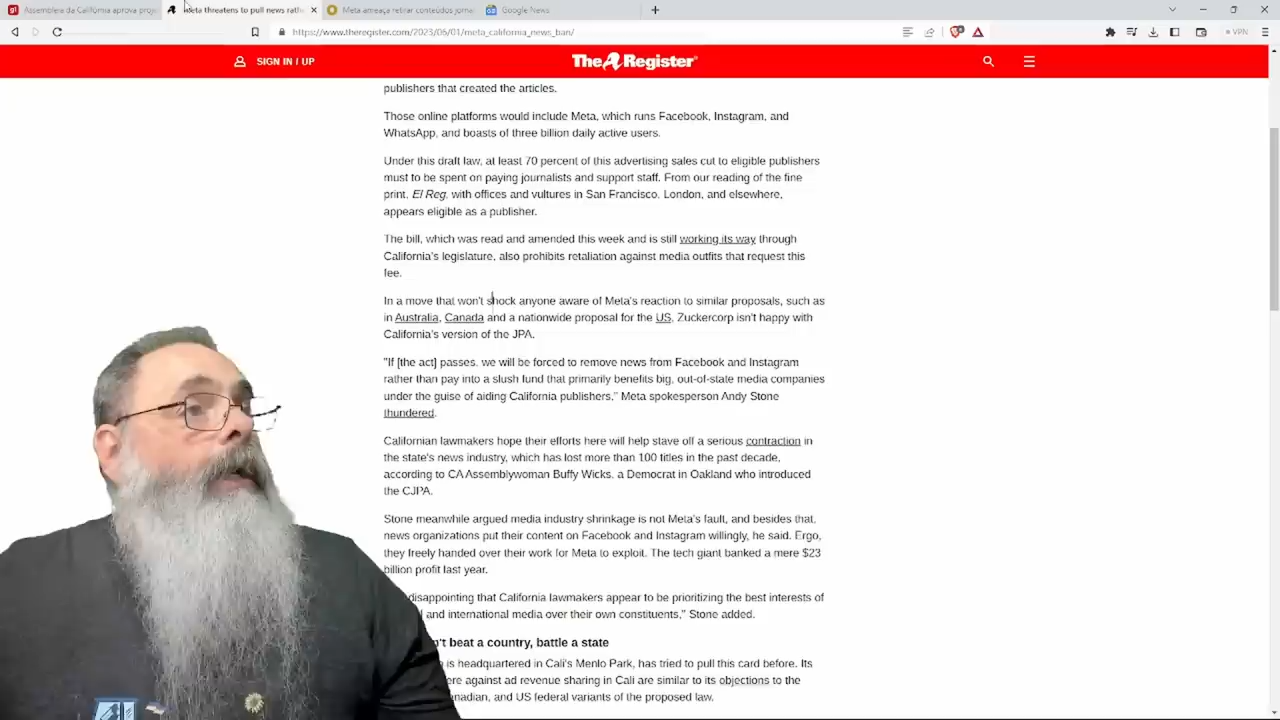 Assembleia da Califórnia aprova proje
Meta threatens to pull news rathe
Meta ameaça retirar conteúdos jorna
Google News
https://www.theregister.com/2023/06/01/meta_california_news_ban/
VPN
SIGN IN / UP
The Register
publishers that created the articles.
Those online platforms would include Meta, which runs Facebook, Instagram, and
WhatsApp, and boasts of three billion daily active users.
Under this draft law, at least 70 percent of this advertising sales cut to eligible publishers
must to be spent on paying journalists and support staff. From our reading of the fine
print, El Reg, with offices and vultures in San Francisco, London, and elsewhere,
appears eligible as a publisher.
The bill, which was read and amended this week and is still working its way through
California's legislature, also prohibits retaliation against media outfits that request this
fee.
In a move that won't shock anyone aware of Meta's reaction to similar proposals, such as
in Australia, Canada and a nationwide proposal for the US, Zuckercorp isn't happy with
California's version of the JPA.
"If [the act] passes, we will be forced to remove news from Facebook and Instagram
rather than pay into a slush fund that primarily benefits big, out-of-state media companies
under the guise of aiding California publishers," Meta spokesperson Andy Stone
thundered.
Californian lawmakers hope their efforts here will help stave off a serious contraction in
the state's news industry, which has lost more than 100 titles in the past decade,
according to CA Assemblywoman Buffy Wicks, a Democrat in Oakland who introduced
the CJPA.
Stone meanwhile argued media industry shrinkage is not Meta's fault, and besides that,
news organizations put their content on Facebook and Instagram willingly, he said. Ergo,
they freely handed over their work for Meta to exploit. The tech giant banked a mere $23
billion profit last year.
disappointing that California lawmakers appear to be prioritizing the best interests of
and international media over their own constituents," Stone added.
n't beat a country, battle a state
is headquartered in Cali's Menlo Park, has tried to pull this card before. Its
ere against ad revenue sharing in Cali are similar to its objections to the
anadian, and US federal variants of the proposed law.